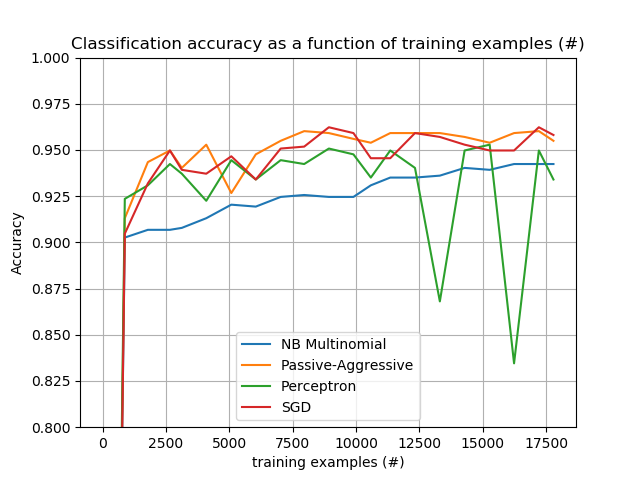 Classification accuracy as a function of training examples (#)
1.000
0.975
0.950
0.925
0.900
0.875
0.850
0.825
0.800
Accuracy
NB Multinomial
Passive-Aggressive
Perceptron
SGD
0 2500 5000 7500 10000 12500 15000 17500
training examples (#)